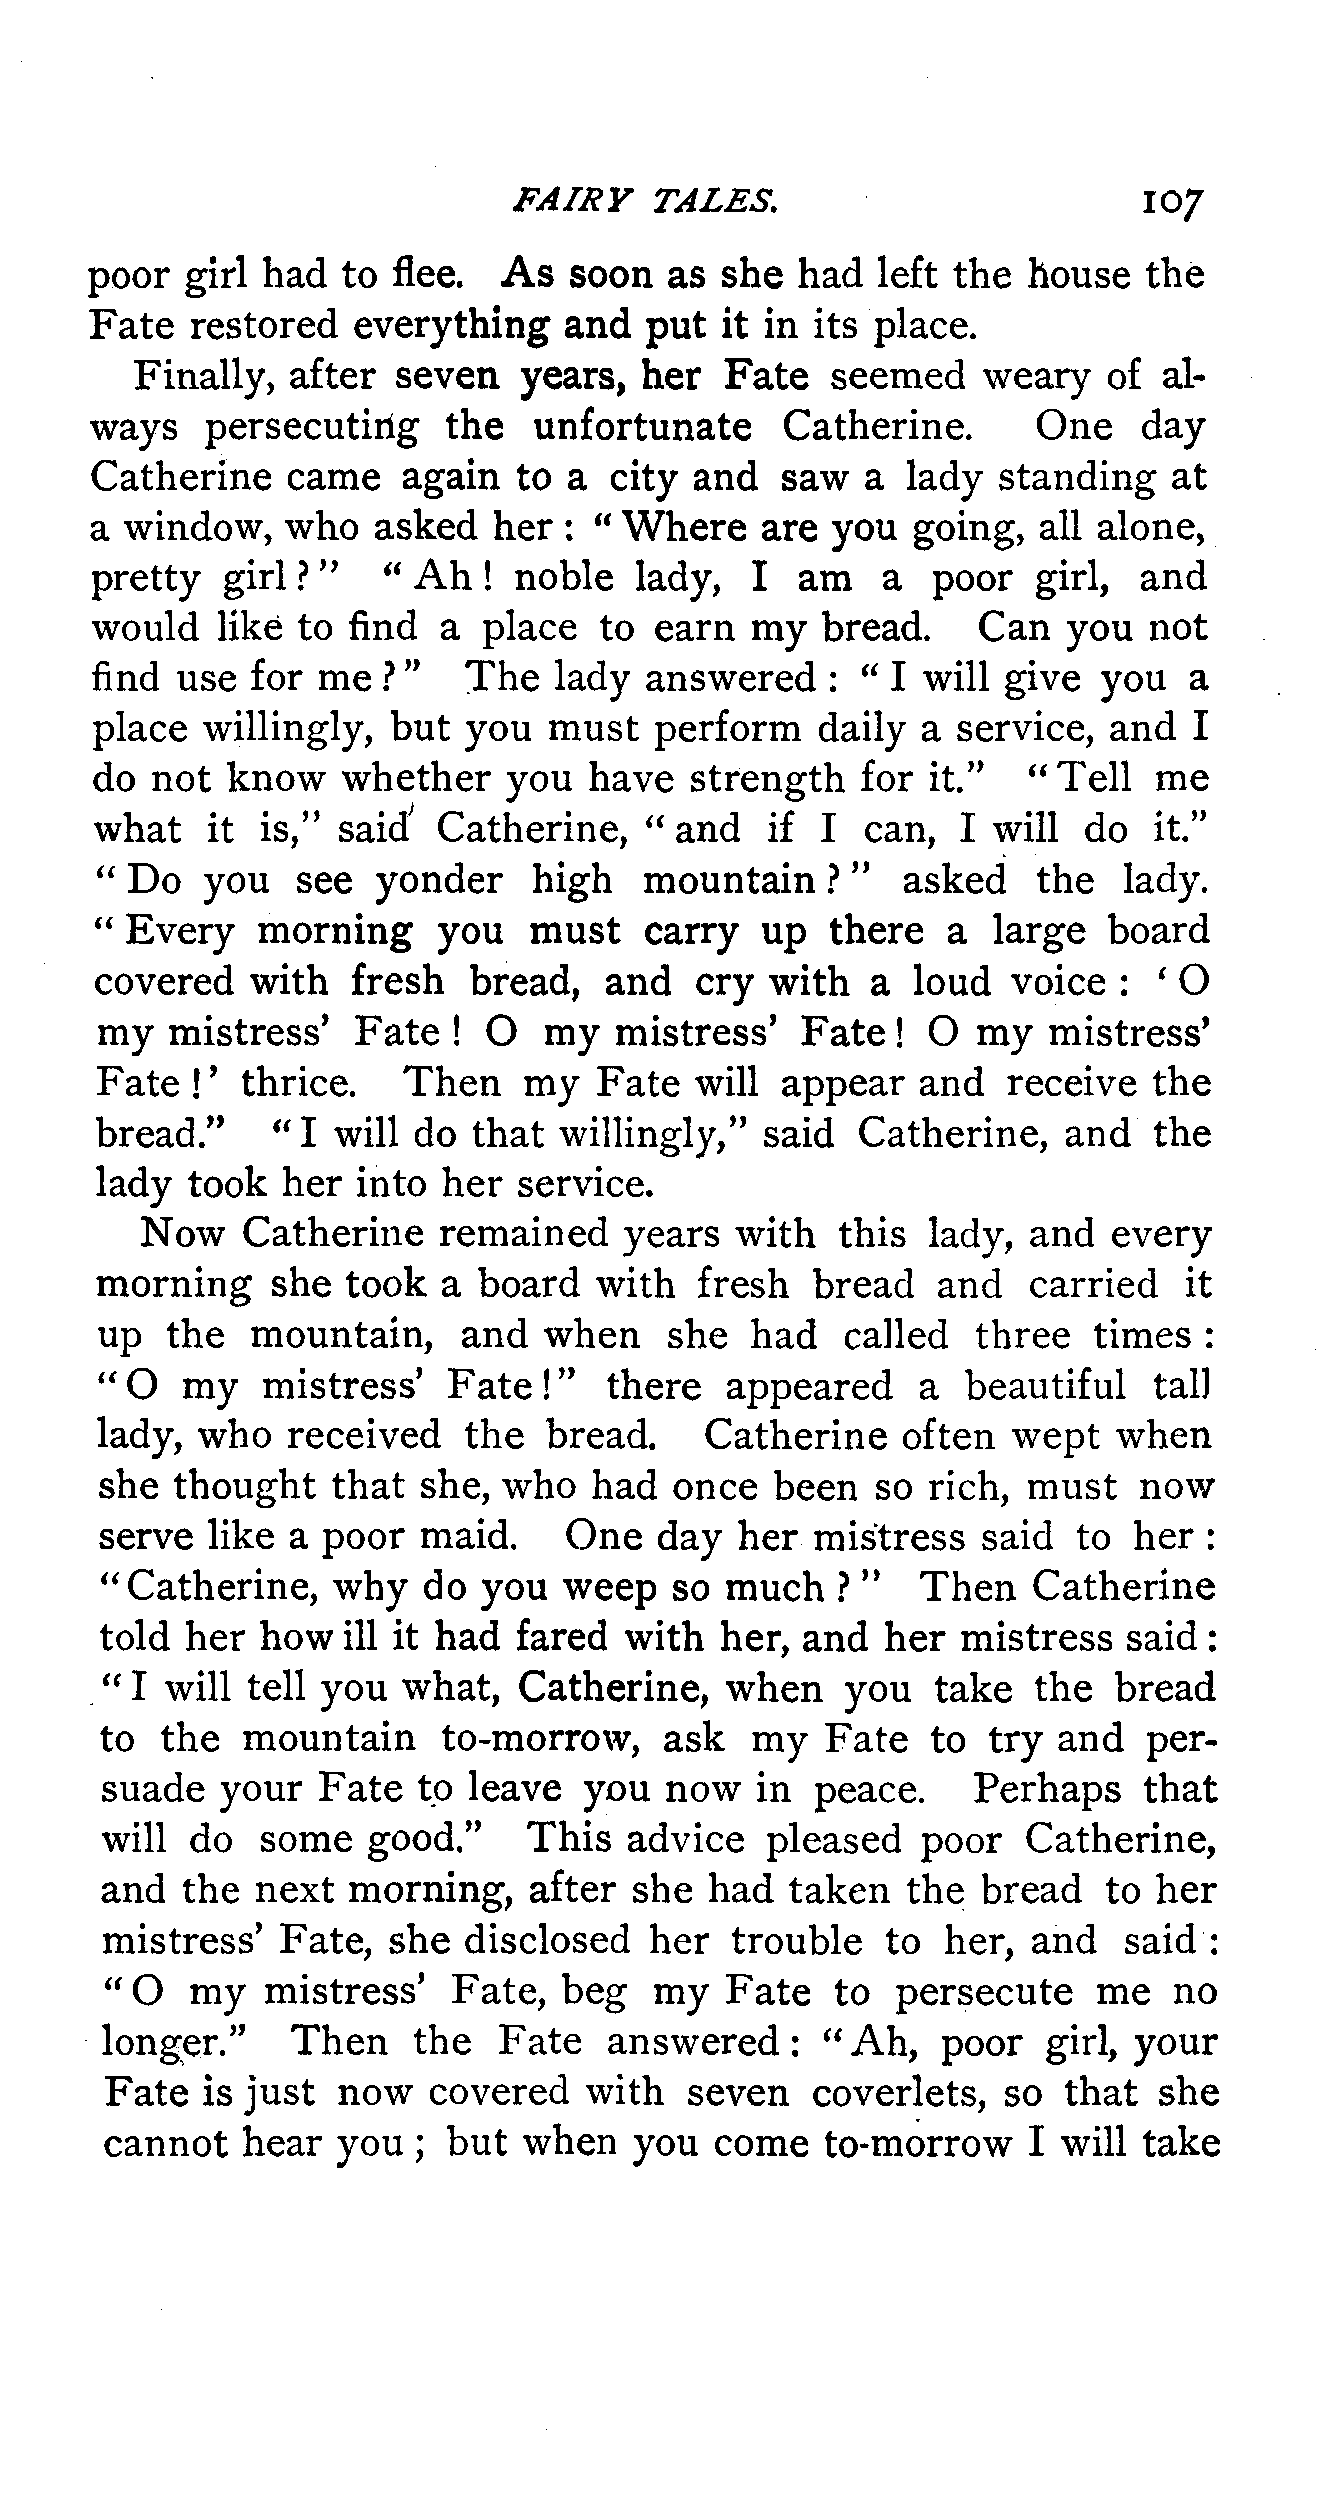 FAIRY TALES. 107
poor girl had to flee. As soon as she had left the house the
Fate restored everything and put it in its place.
Finally, after seven years, her Fate seemed weary of al-
ways persecuting the unfortunate Catherine. One day
Catherine came again to a city and saw a lady standing at
a window, who asked her : " Where are you going, all alone,
pretty girl ? " " Ah ! noble lady, I am a poor girl, and
would like to find a place to earn my bread. Can you not
find use for me ? " The lady answered : " I will give you a
place willingly, but you must perform daily a service, and I
do not know whether you have strength for it." " Tell me
what it is," said Catherine, " and if I can, I will do it."
" Do you see yonder high mountain ? " asked the lady.
" Every morning you must carry up there a large board
covered with fresh bread, and cry with a loud voice : ' O
my mistress' Fate ! O my mistress' Fate ! O my mistress'
Fate ! ' thrice. Then my Fate will appear and receive the
bread." " I will do that willingly," said Catherine, and the
lady took her into her service.
Now Catherine remained years with this lady, and every
morning she took a board with fresh bread and carried it
up the mountain, and when she had called three times :
" O my mistress' Fate ! " there appeared a beautiful tall
lady, who received the bread. Catherine often wept when
she thought that she, who had once been so rich, must now
serve like a poor maid. One day her mistress said to her :
" Catherine, why do you weep so much ? " Then Catherine
told her how ill it had fared with her, and her mistress said :
" I will tell you what, Catherine, when you take the bread
to the mountain to-morrow, ask my Fate to try and per-
suade your Fate to leave you now in peace. Perhaps that
will do some good." This advice pleased poor Catherine,
and the next morning, after she had taken the bread to her
mistress' Fate, she disclosed her trouble to her, and said :
" O my mistress' Fate, beg my Fate to persecute me no
longer." Then the Fate answered : " Ah, poor girl, your
Fate is just now covered with seven coverlets, so that she
cannot hear you ; but when you come to-morrow I will take